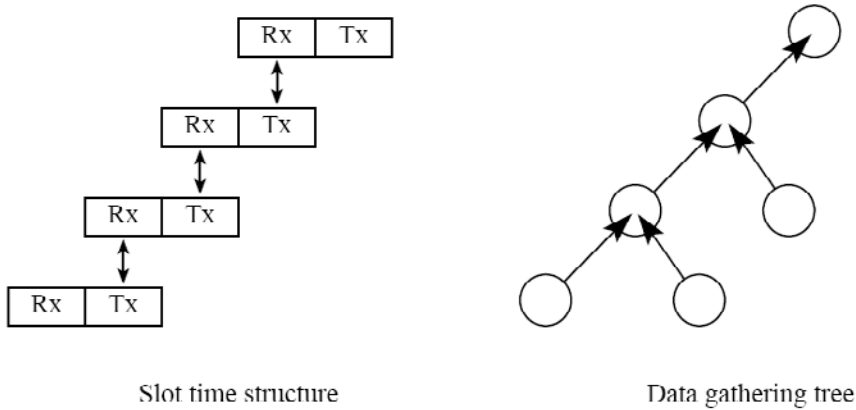 Rx Tx
Rx Tx
Rx Tx
Rx Tx
Slot time structure
Data gathering tree